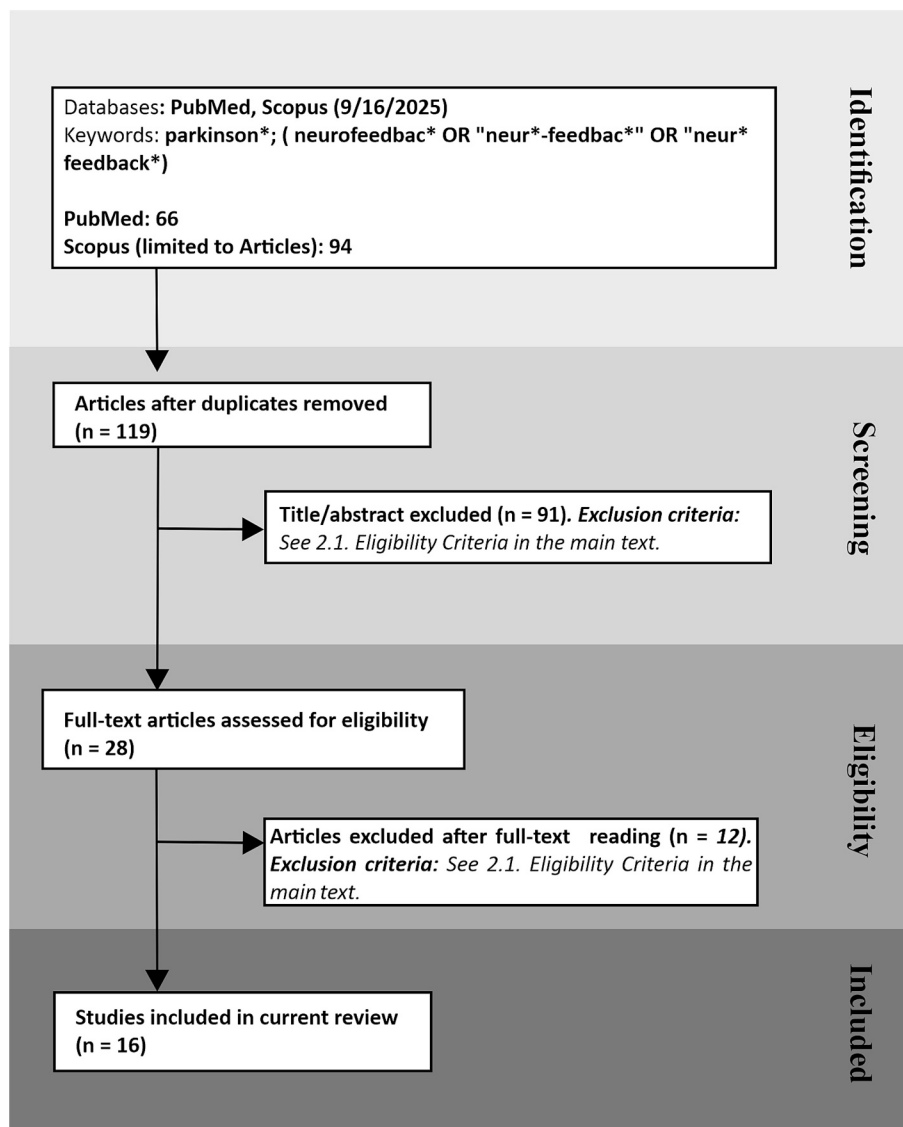 Databases: PubMed, Scopus (9/16/2025)
Keywords: parkinson*; ( neurofeedbac* OR "neur*-feedbac*" OR "neur*
feedback*)
PubMed: 66
Scopus (limited to Articles): 94
Identification
Articles after duplicates removed
(n = 119)
Title/abstract excluded (n = 91). Exclusion criteria:
See 2.1. Eligibility Criteria in the main text.
Screening
Full-text articles assessed for eligibility
(n = 28)
Articles excluded after full-text reading (n = 12).
Exclusion criteria: See 2.1. Eligibility Criteria in the
main text.
Eligibility
Studies included in current review
(n = 16)
Included